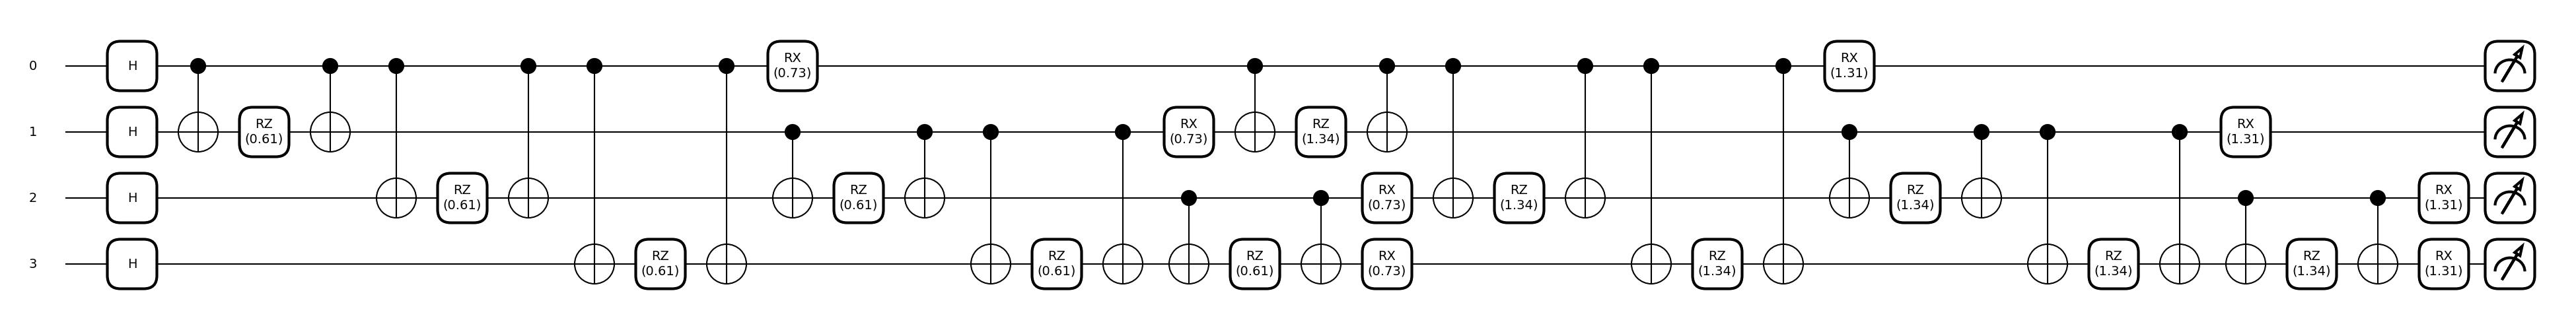 0 H RX
(0.73) RX
(1.31)
1 H RZ
(0.61) RX
(0.73) RZ
(1.34) RX
(1.31)
2 H RZ
(0.61) RZ
(0.61) RX
(0.73) RZ
(1.34) RZ
(1.34) RX
(1.31)
3 H RZ
(0.61) RZ
(0.61) RZ
(0.61) RX
(0.73) RZ
(1.34) RZ
(1.34) RZ
(1.34) RX
(1.31)